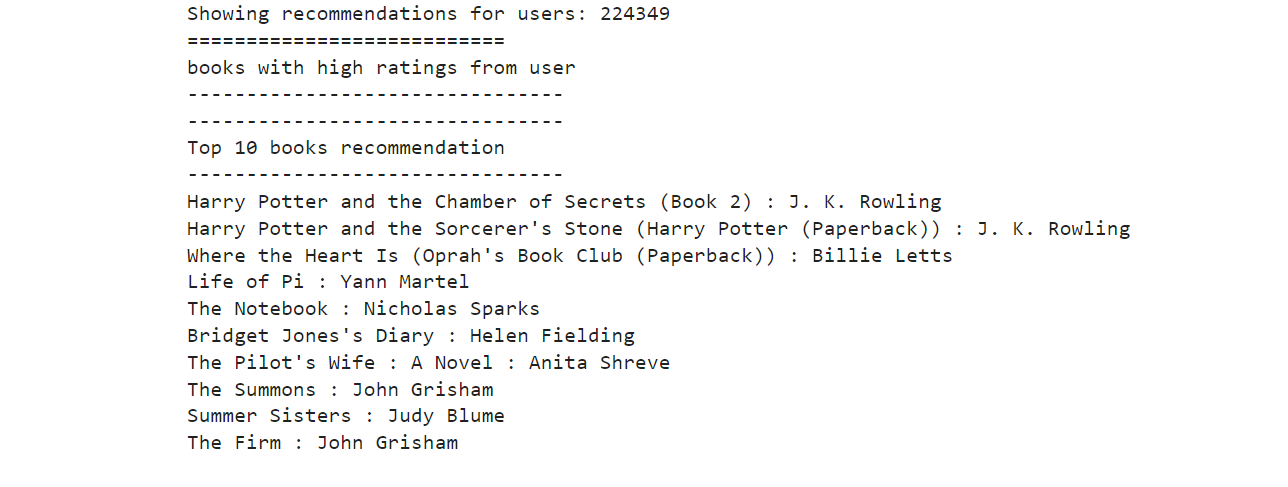 Showing recommendations for users: 224349
===========================
books with high ratings from user
--------------------------------
--------------------------------
Top 10 books recommendation
--------------------------------
Harry Potter and the Chamber of Secrets (Book 2) : J. K. Rowling
Harry Potter and the Sorcerer's Stone (Harry Potter (Paperback)) : J. K. Rowling
Where the Heart Is (Oprah's Book Club (Paperback)) : Billie Letts
Life of Pi : Yann Martel
The Notebook : Nicholas Sparks
Bridget Jones's Diary : Helen Fielding
The Pilot's Wife : A Novel : Anita Shreve
The Summons : John Grisham
Summer Sisters : Judy Blume
The Firm : John Grisham